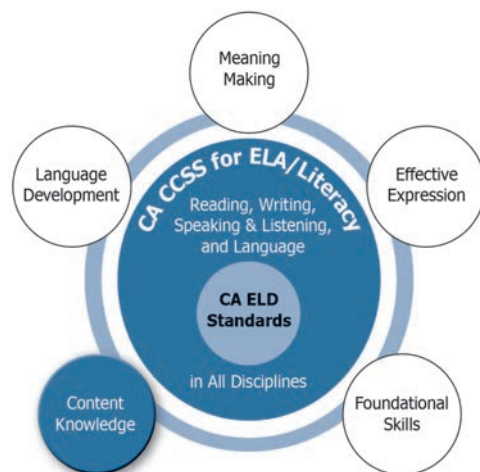 Meaning
Making
Language
Development
Effective
Expression
CA CCSS for ELA/Literacy
Reading, Writing,
Speaking & Listening,
and Language
CA ELD
Standards
in All Disciplines
Content
Knowledge
Foundational
Skills